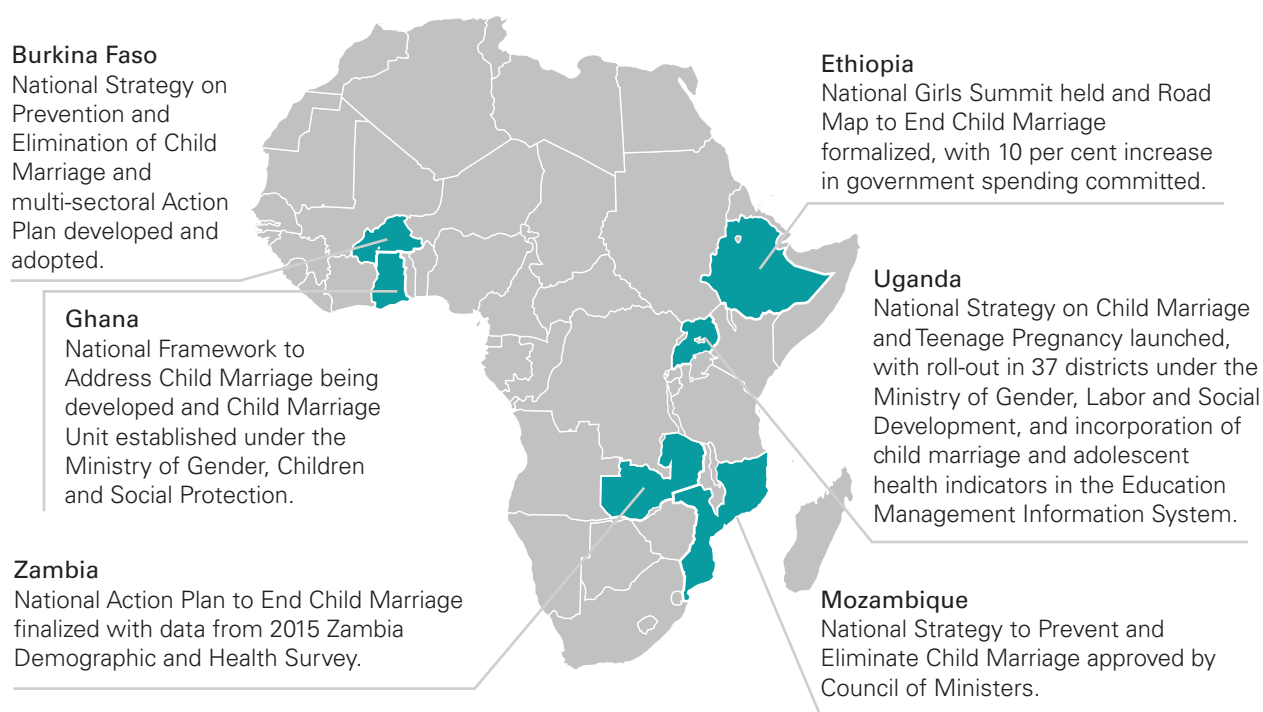 Burkina Faso
National Strategy on
Prevention and
Elimination of Child
Marriage and
multi-sectoral Action
Plan developed and
adopted.
Ghana
National Framework to
Address Child Marriage being
developed and Child Marriage
Unit established under the
Ministry of Gender, Children
and Social Protection.
Zambia
National Action Plan to End Child Marriage
finalized with data from 2015 Zambia
Demographic and Health Survey.
Ethiopia
National Girls Summit held and Road
Map to End Child Marriage
formalized, with 10 per cent increase
in government spending committed.
Uganda
National Strategy on Child Marriage
and Teenage Pregnancy launched,
with roll-out in 37 districts under the
Ministry of Gender, Labor and Social
Development, and incorporation of
child marriage and adolescent
health indicators in the Education
Management Information System.
Mozambique
National Strategy to Prevent and
Eliminate Child Marriage approved by
Council of Ministers.